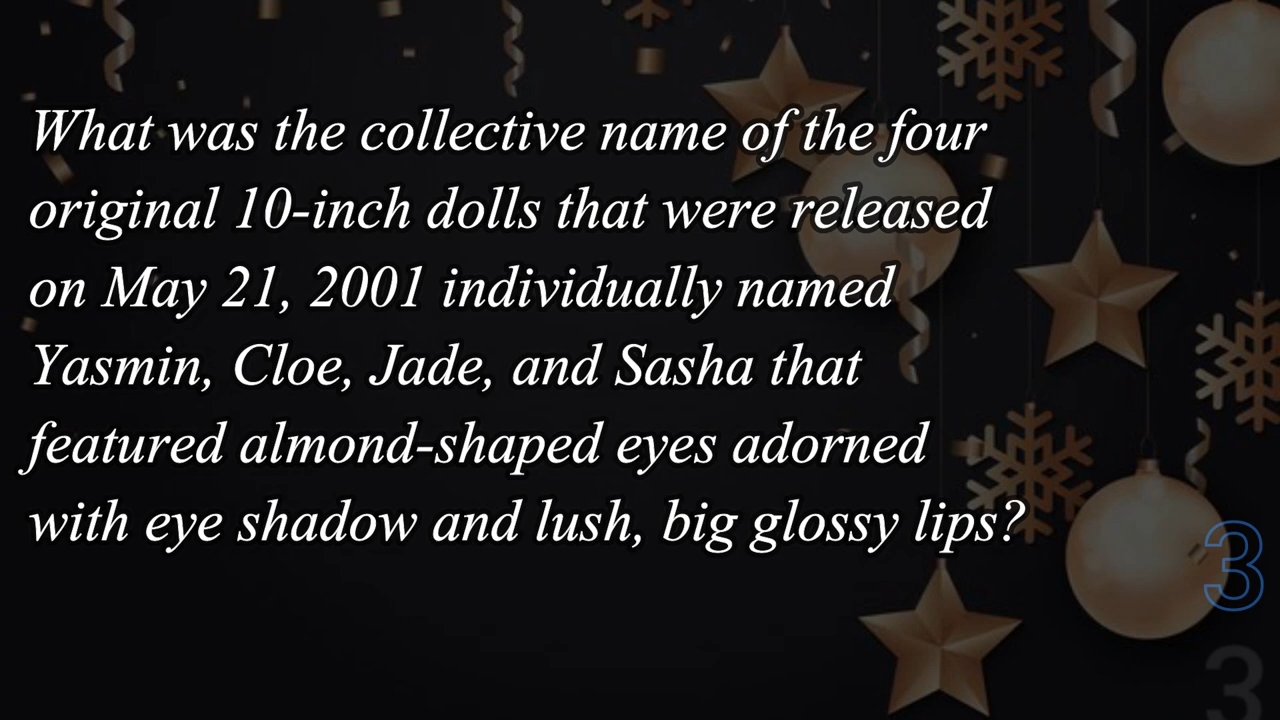 What was the collective name of the four
original 10-inch dolls that were released
on May 21, 2001 individually named
Yasmin, Cloe, Jade, and Sasha that
featured almond-shaped eyes adorned
with eye shadow and lush, big glossy lips?
3
3